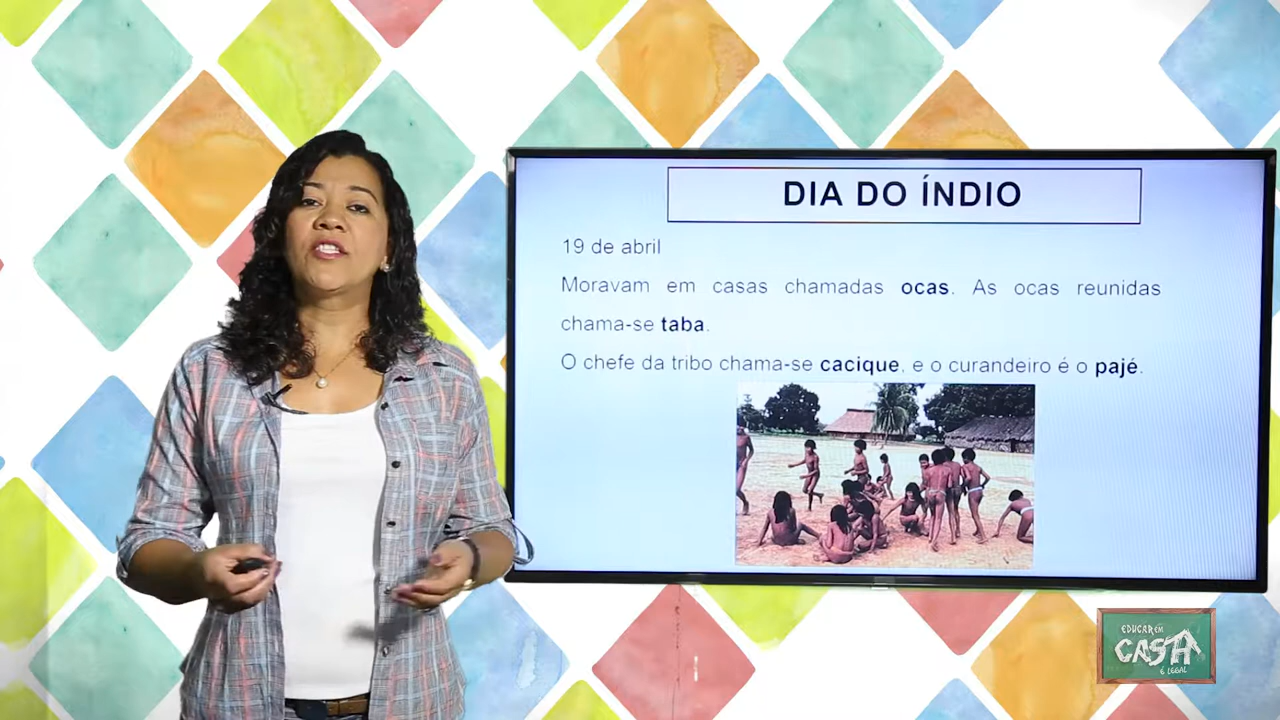 DIA DO ÍNDIO
19 de abril
Moravam em casas chamadas ocas. As ocas reunidas
chama-se taba.
O chefe da tribo chama-se cacique, e o curandeiro é o pajé.
EDUCAR EM
CASA
É LEGAL